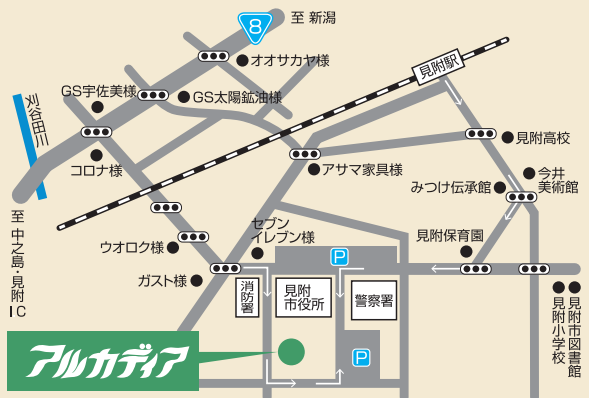 8
至 新潟
オオサカヤ様
見附駅
GS宇佐美様
GS太陽鉱油様
刈谷田川
コロナ様
アサマ家具様
見附高校
今井
美術館
みつけ伝承館
至 中之島・見附IC
ウオロク様
セブン
イレブン様
見附保育園
P
ガスト様
消防署
見附
市役所
警察署
見附小学校
見附市図書館
アルカディア
P